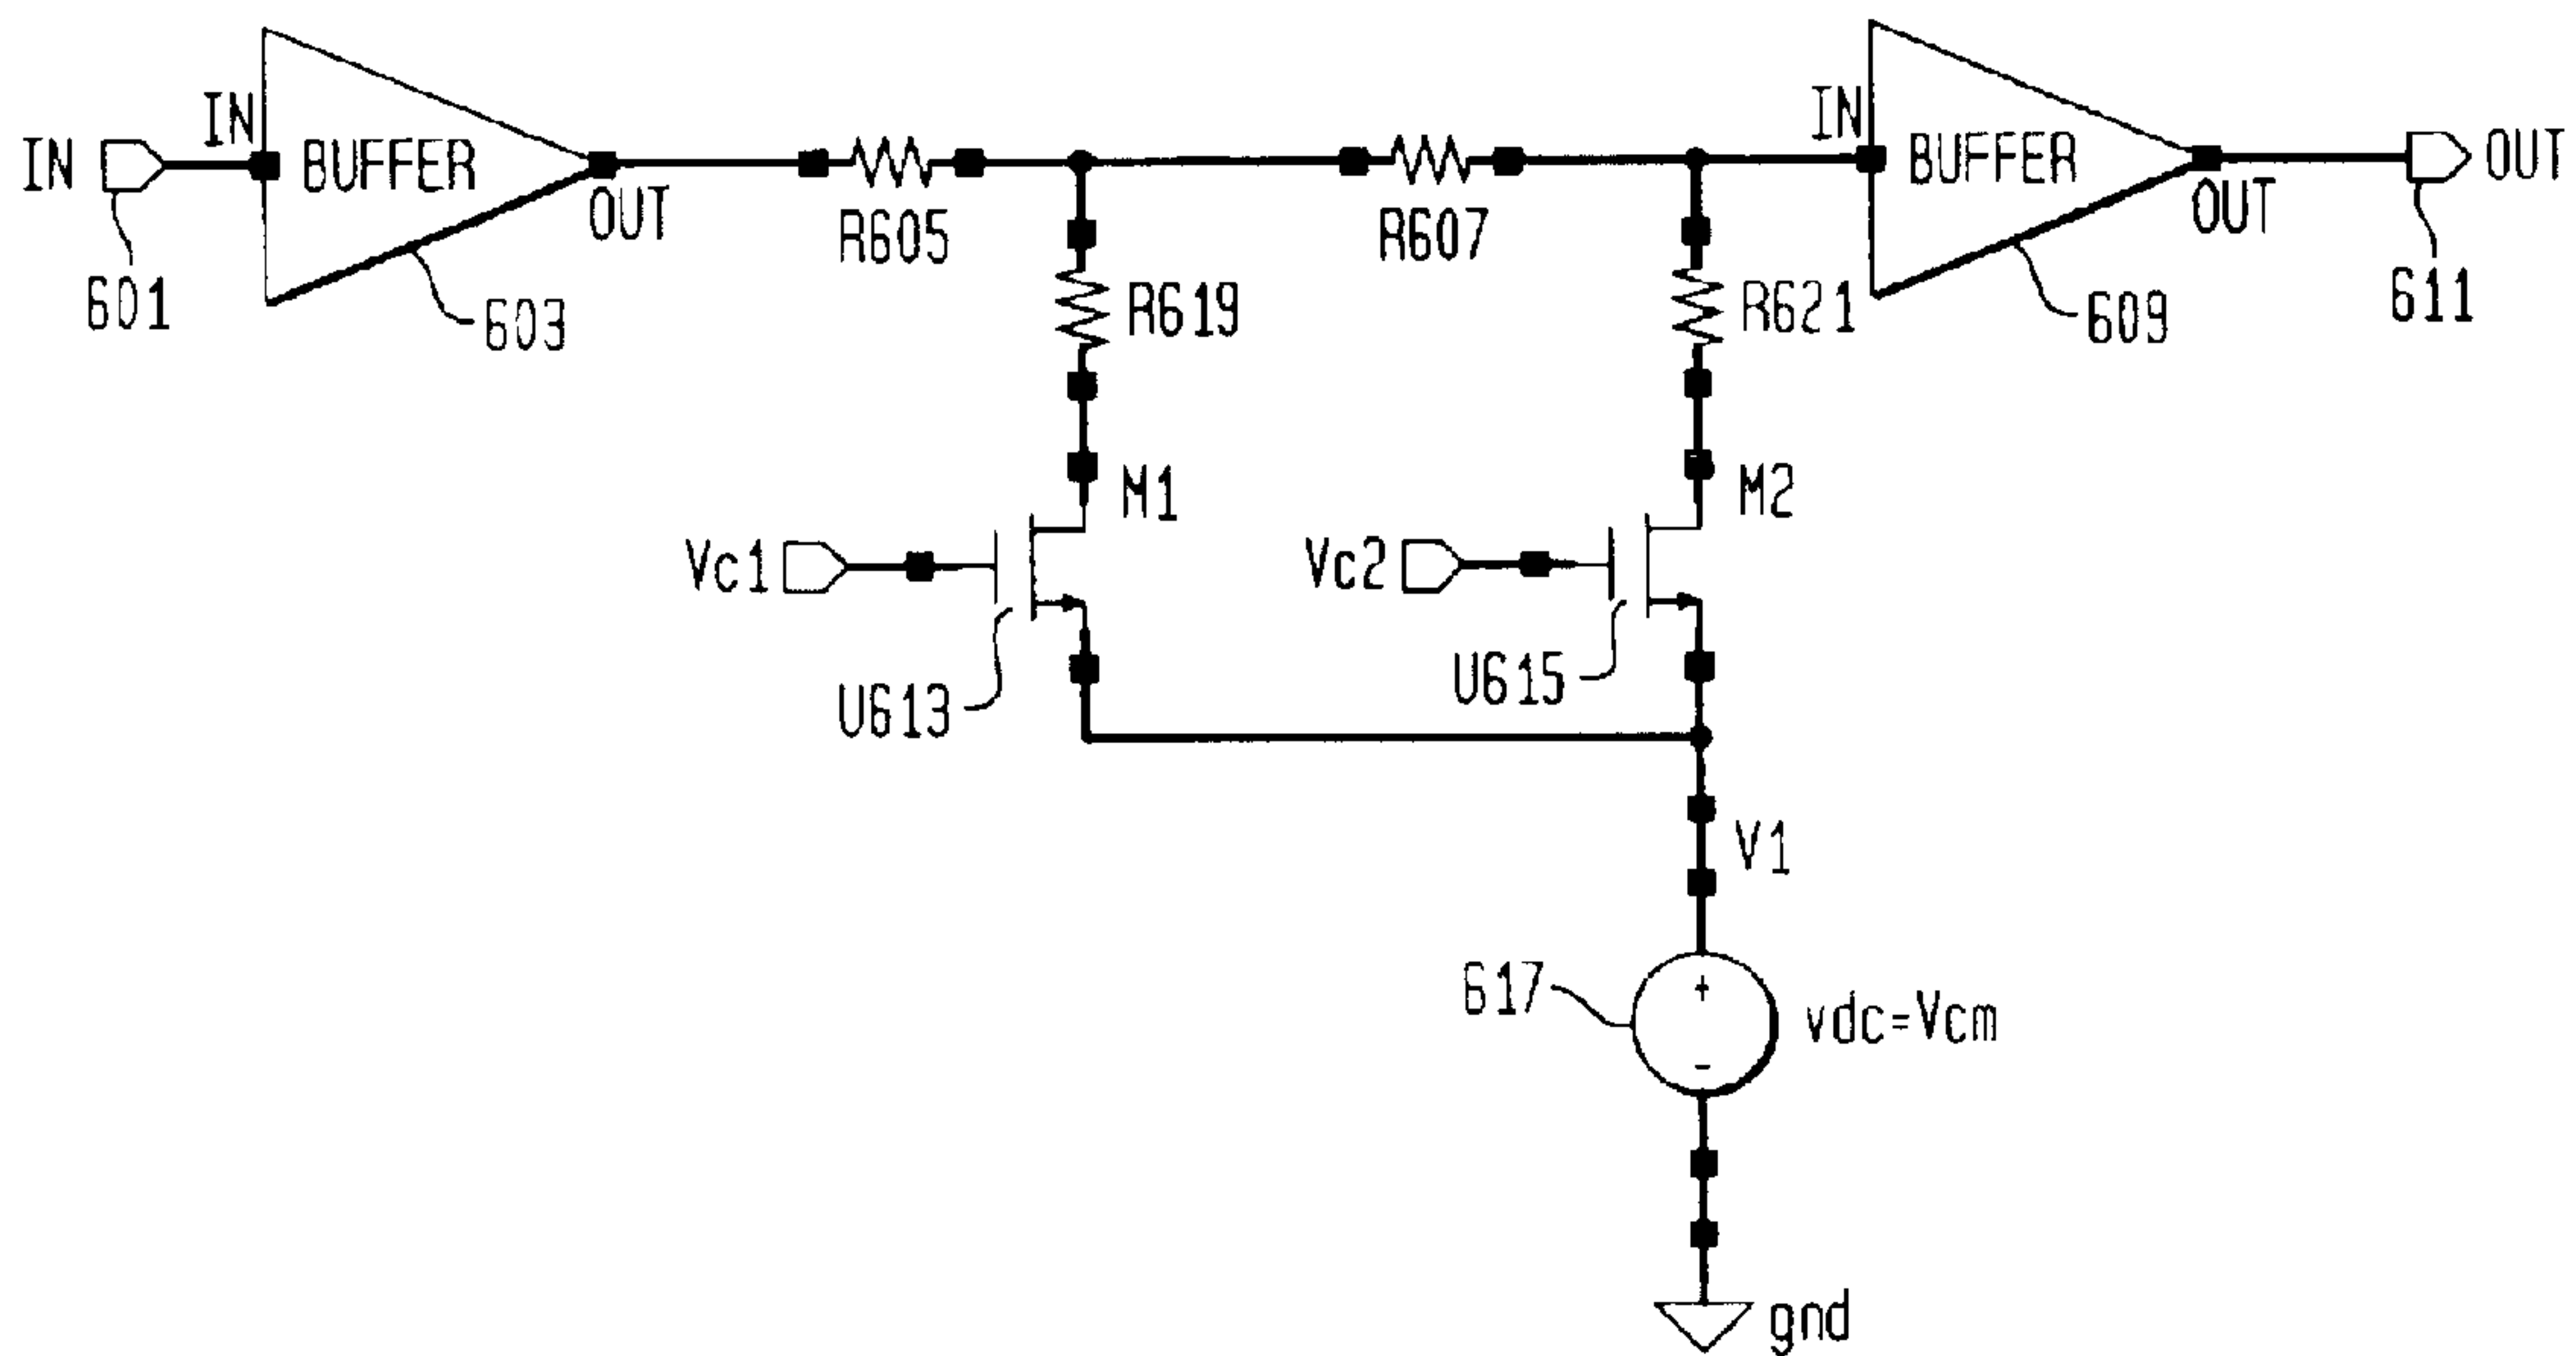 IN
IN
BUFFER
OUT
601
603
R605
R607
IN
BUFFER
OUT
OUT
609
611
R619
R621
M1
M2
Vc1
Vc2
U613
U615
V1
617
+
-
vdc=Vcm
gnd